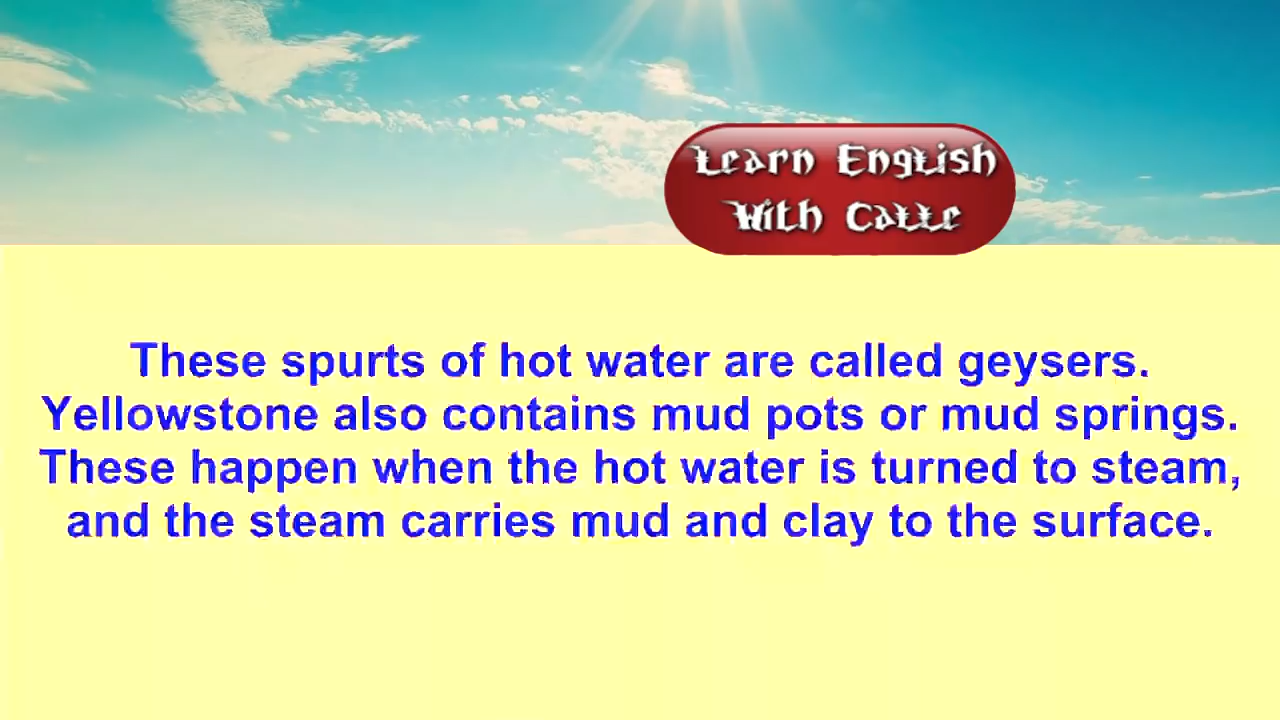 Learn English
With Catte
These spurts of hot water are called geysers.
Yellowstone also contains mud pots or mud springs.
These happen when the hot water is turned to steam,
and the steam carries mud and clay to the surface.